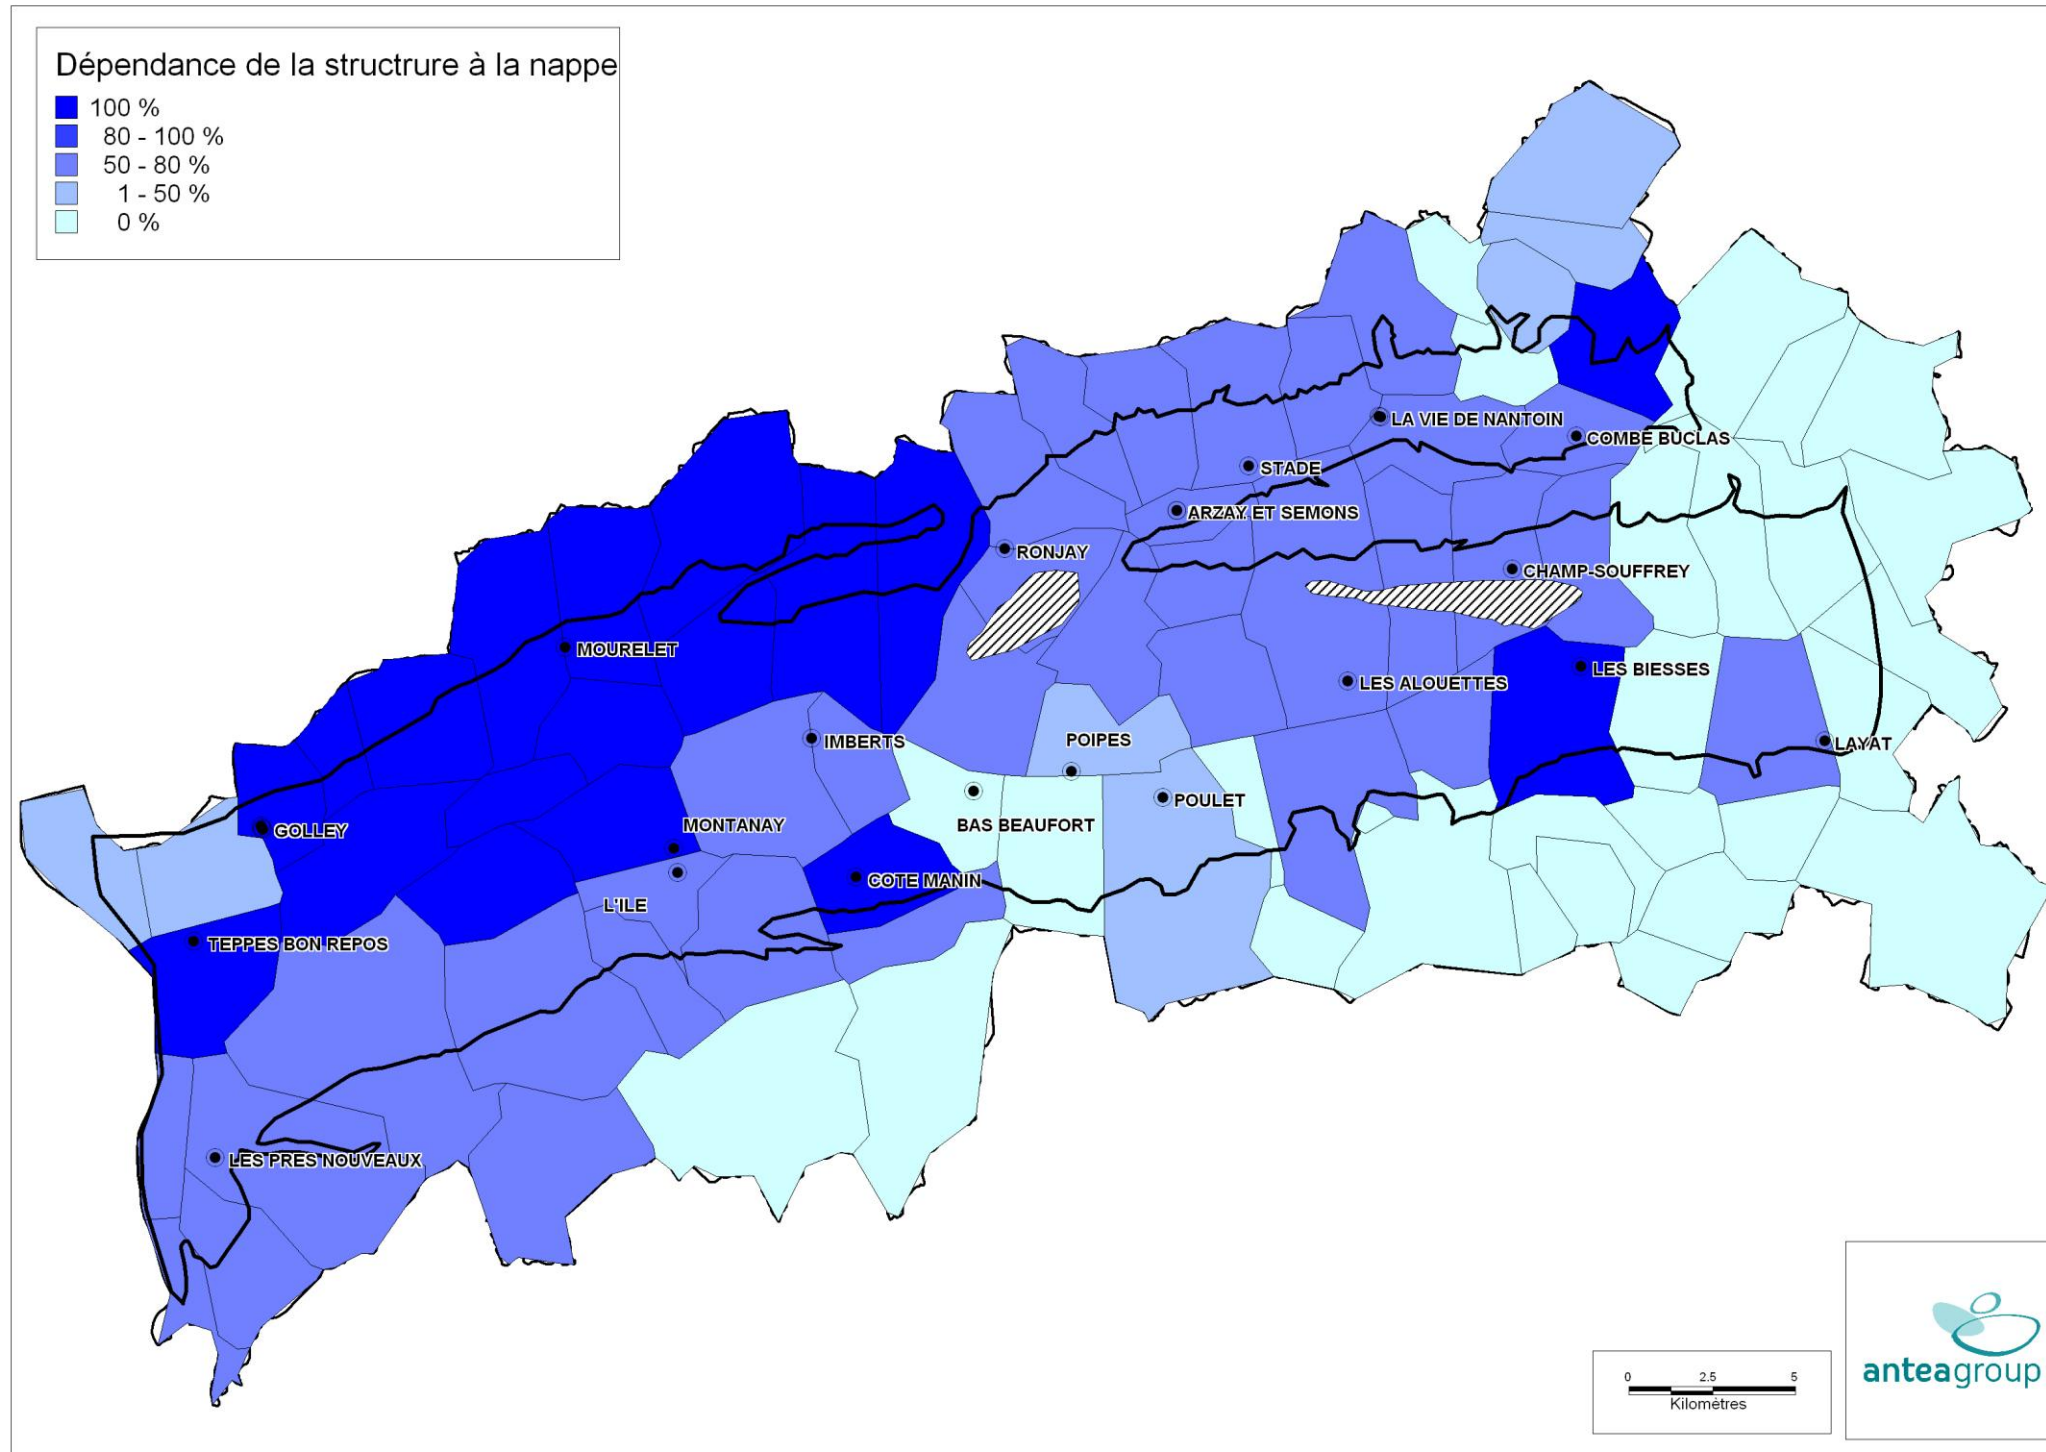 Dépendance de la structrure à la nappe
100 %
80 - 100 %
50 - 80 %
1 - 50 %
0 %
LA VIE DE NANTOIN
COMBE BUCLAS
STADE
ARZAY ET SEMONS
RONJAY
CHAMP-SOUFFREY
MOURELET
LES BIESSES
LES ALOUETTES
IMBERTS
POIPES
LAYAT
POULET
GOLLEY
MONTANAY
BAS BEAUFORT
COTE MANIN
L'ILE
TEPPES BON REPOS
LES PRES NOUVEAUX
0 2.5 5
Kilomètres
anteagroup